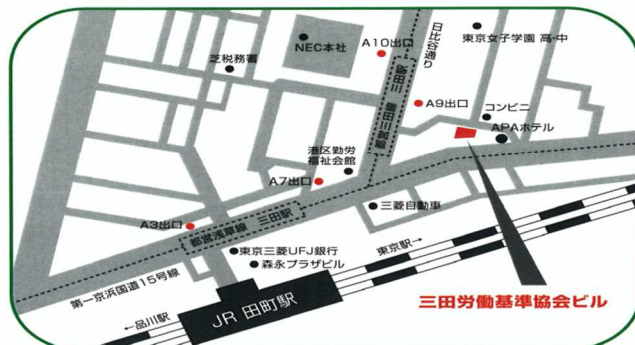 NEC本社
A10出口
日比谷通り
東京女子学園 高・中
芝税務署
都営三田線 三田駅
A9出口
コンビニ
APAホテル
港区勤労
福祉会館
A7出口
三菱自動車
A3出口
都営浅草線 三田駅
東京三菱UFJ銀行
森永プラザビル
東京駅→
第一京浜国道15号線
←品川駅
JR 田町駅
三田労働基準協会ビル